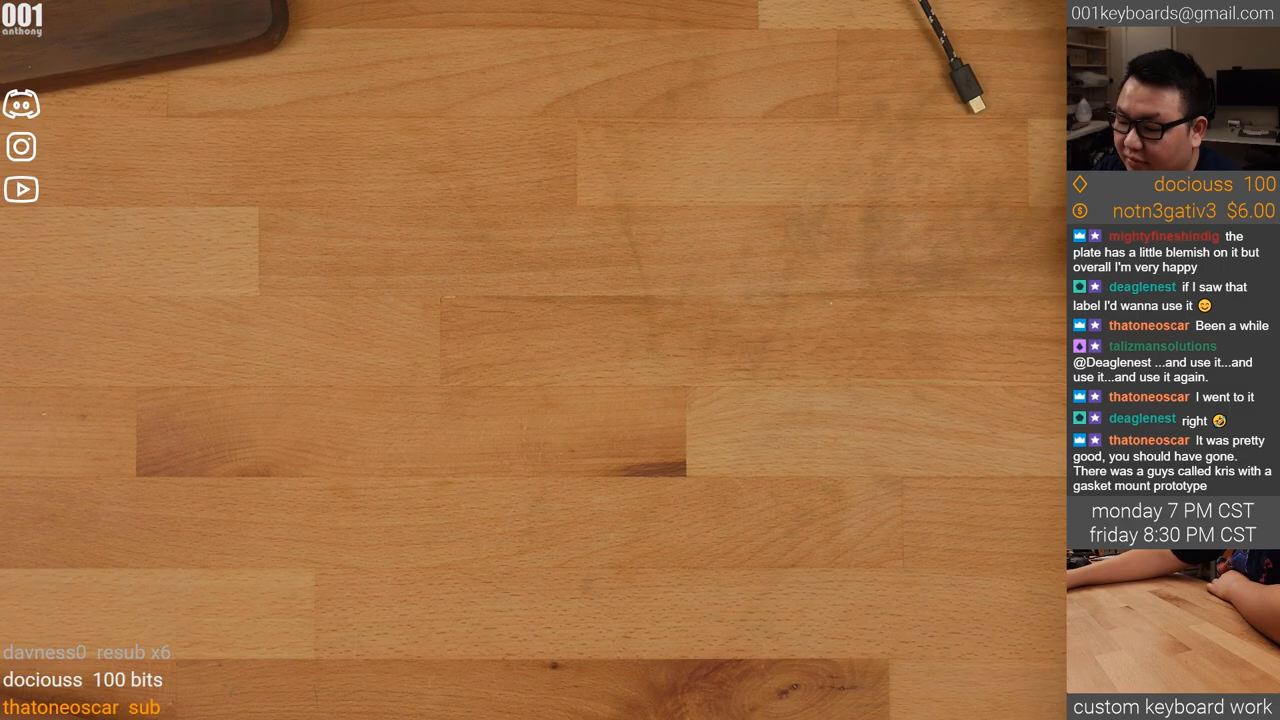 001
anthony
001keyboards@gmail.com
dociouss 100
notn3gativ3 $6.00
mightyfineshindig the
plate has a little blemish on it but
overall I'm very happy
deaglenest if I saw that
label I'd wanna use it
thatoneoscar Been a while
talizmansolutions
@Deaglenest ...and use it...and
use it...and use it again.
thatoneoscar I went to it
deaglenest right
thatoneoscar It was pretty
good, you should have gone.
There was a guys called kris with a
gasket mount prototype
monday 7 PM CST
friday 8:30 PM CST
davness0 resub x6
dociouss 100 bits
thatoneoscar sub
custom keyboard work